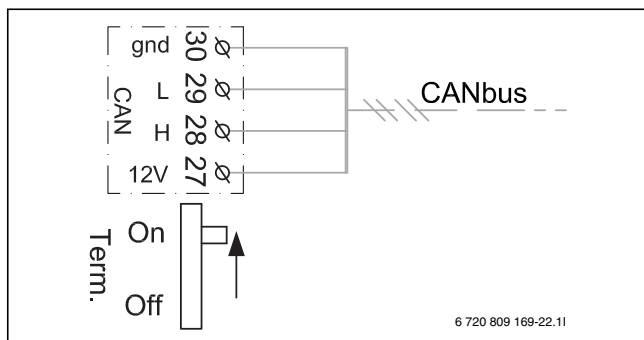 gnd 30
L 29
CAN
H 28
12V 27
CANbus
Term.
On
Off
6 720 809 169-22.1I